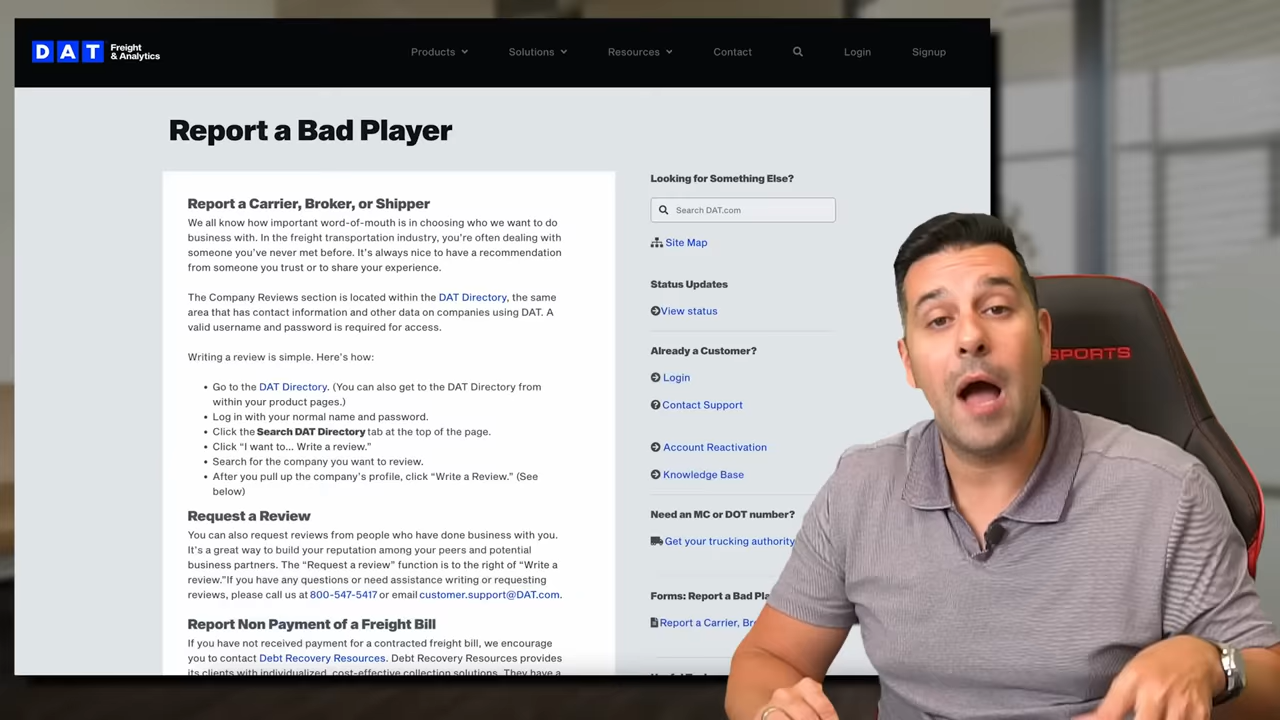 DAT Freight
& Analytics
Products
Solutions
Resources
Contact
Login
Signup
Report a Bad Player
Report a Carrier, Broker, or Shipper
We all know how important word-of-mouth is in choosing who we want to do
business with. In the freight transportation industry, you're often dealing with
someone you've never met before. It's always nice to have a recommendation
from someone you trust or to share your experience.
The Company Reviews section is located within the DAT Directory, the same
area that has contact information and other data on companies using DAT. A
valid username and password is required for access.
Writing a review is simple. Here's how:
• Go to the DAT Directory. (You can also get to the DAT Directory from
within your product pages.)
• Log in with your normal name and password.
• Click the Search DAT Directory tab at the top of the page.
• Click “I want to... Write a review.”
• Search for the company you want to review.
• After you pull up the company's profile, click “Write a Review.” (See
below)
Request a Review
You can also request reviews from people who have done business with you.
It's a great way to build your reputation among your peers and potential
business partners. The “Request a review” function is to the right of “Write a
review.”If you have any questions or need assistance writing or requesting
reviews, please call us at 800-547-5417 or email customer.support@DAT.com.
Report Non Payment of a Freight Bill
If you have not received payment for a contracted freight bill, we encourage
you to contact Debt Recovery Resources. Debt Recovery Resources provides
its clients with individualized, cost-effective collection solutions. They have a
Looking for Something Else?
Search DAT.com
Site Map
Status Updates
View status
Already a Customer?
Login
Contact Support
Account Reactivation
Knowledge Base
Need an MC or DOT number?
Get your trucking authority
Forms: Report a Bad Pla
Report a Carrier, Br
SPORTS